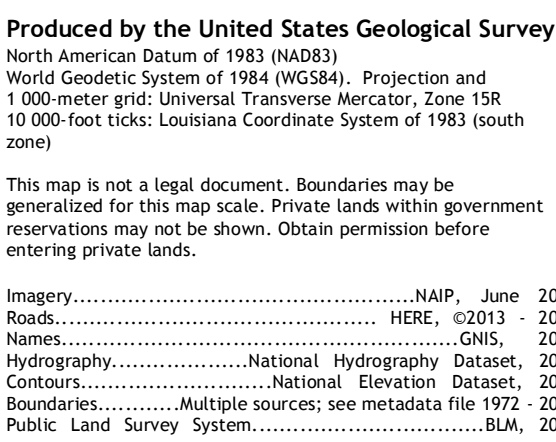 Produced by the United States Geological Survey
North American Datum of 1983 (NAD83)
World Geodetic System of 1984 (WGS84). Projection and
1 000-meter grid: Universal Transverse Mercator, Zone 15R
10 000-foot ticks: Louisiana Coordinate System of 1983 (south
zone)
This map is not a legal document. Boundaries may be
generalized for this map scale. Private lands within government
reservations may not be shown. Obtain permission before
entering private lands.
Imagery..........................................NAIP, June 20
Roads....................................... HERE, ©2013 - 20
Names................................................GNIS, 20
Hydrography.................National Hydrography Dataset, 20
Contours............................National Elevation Dataset, 20
Boundaries...........Multiple sources; see metadata file 1972 - 20
Public Land Survey System..................................BLM, 20